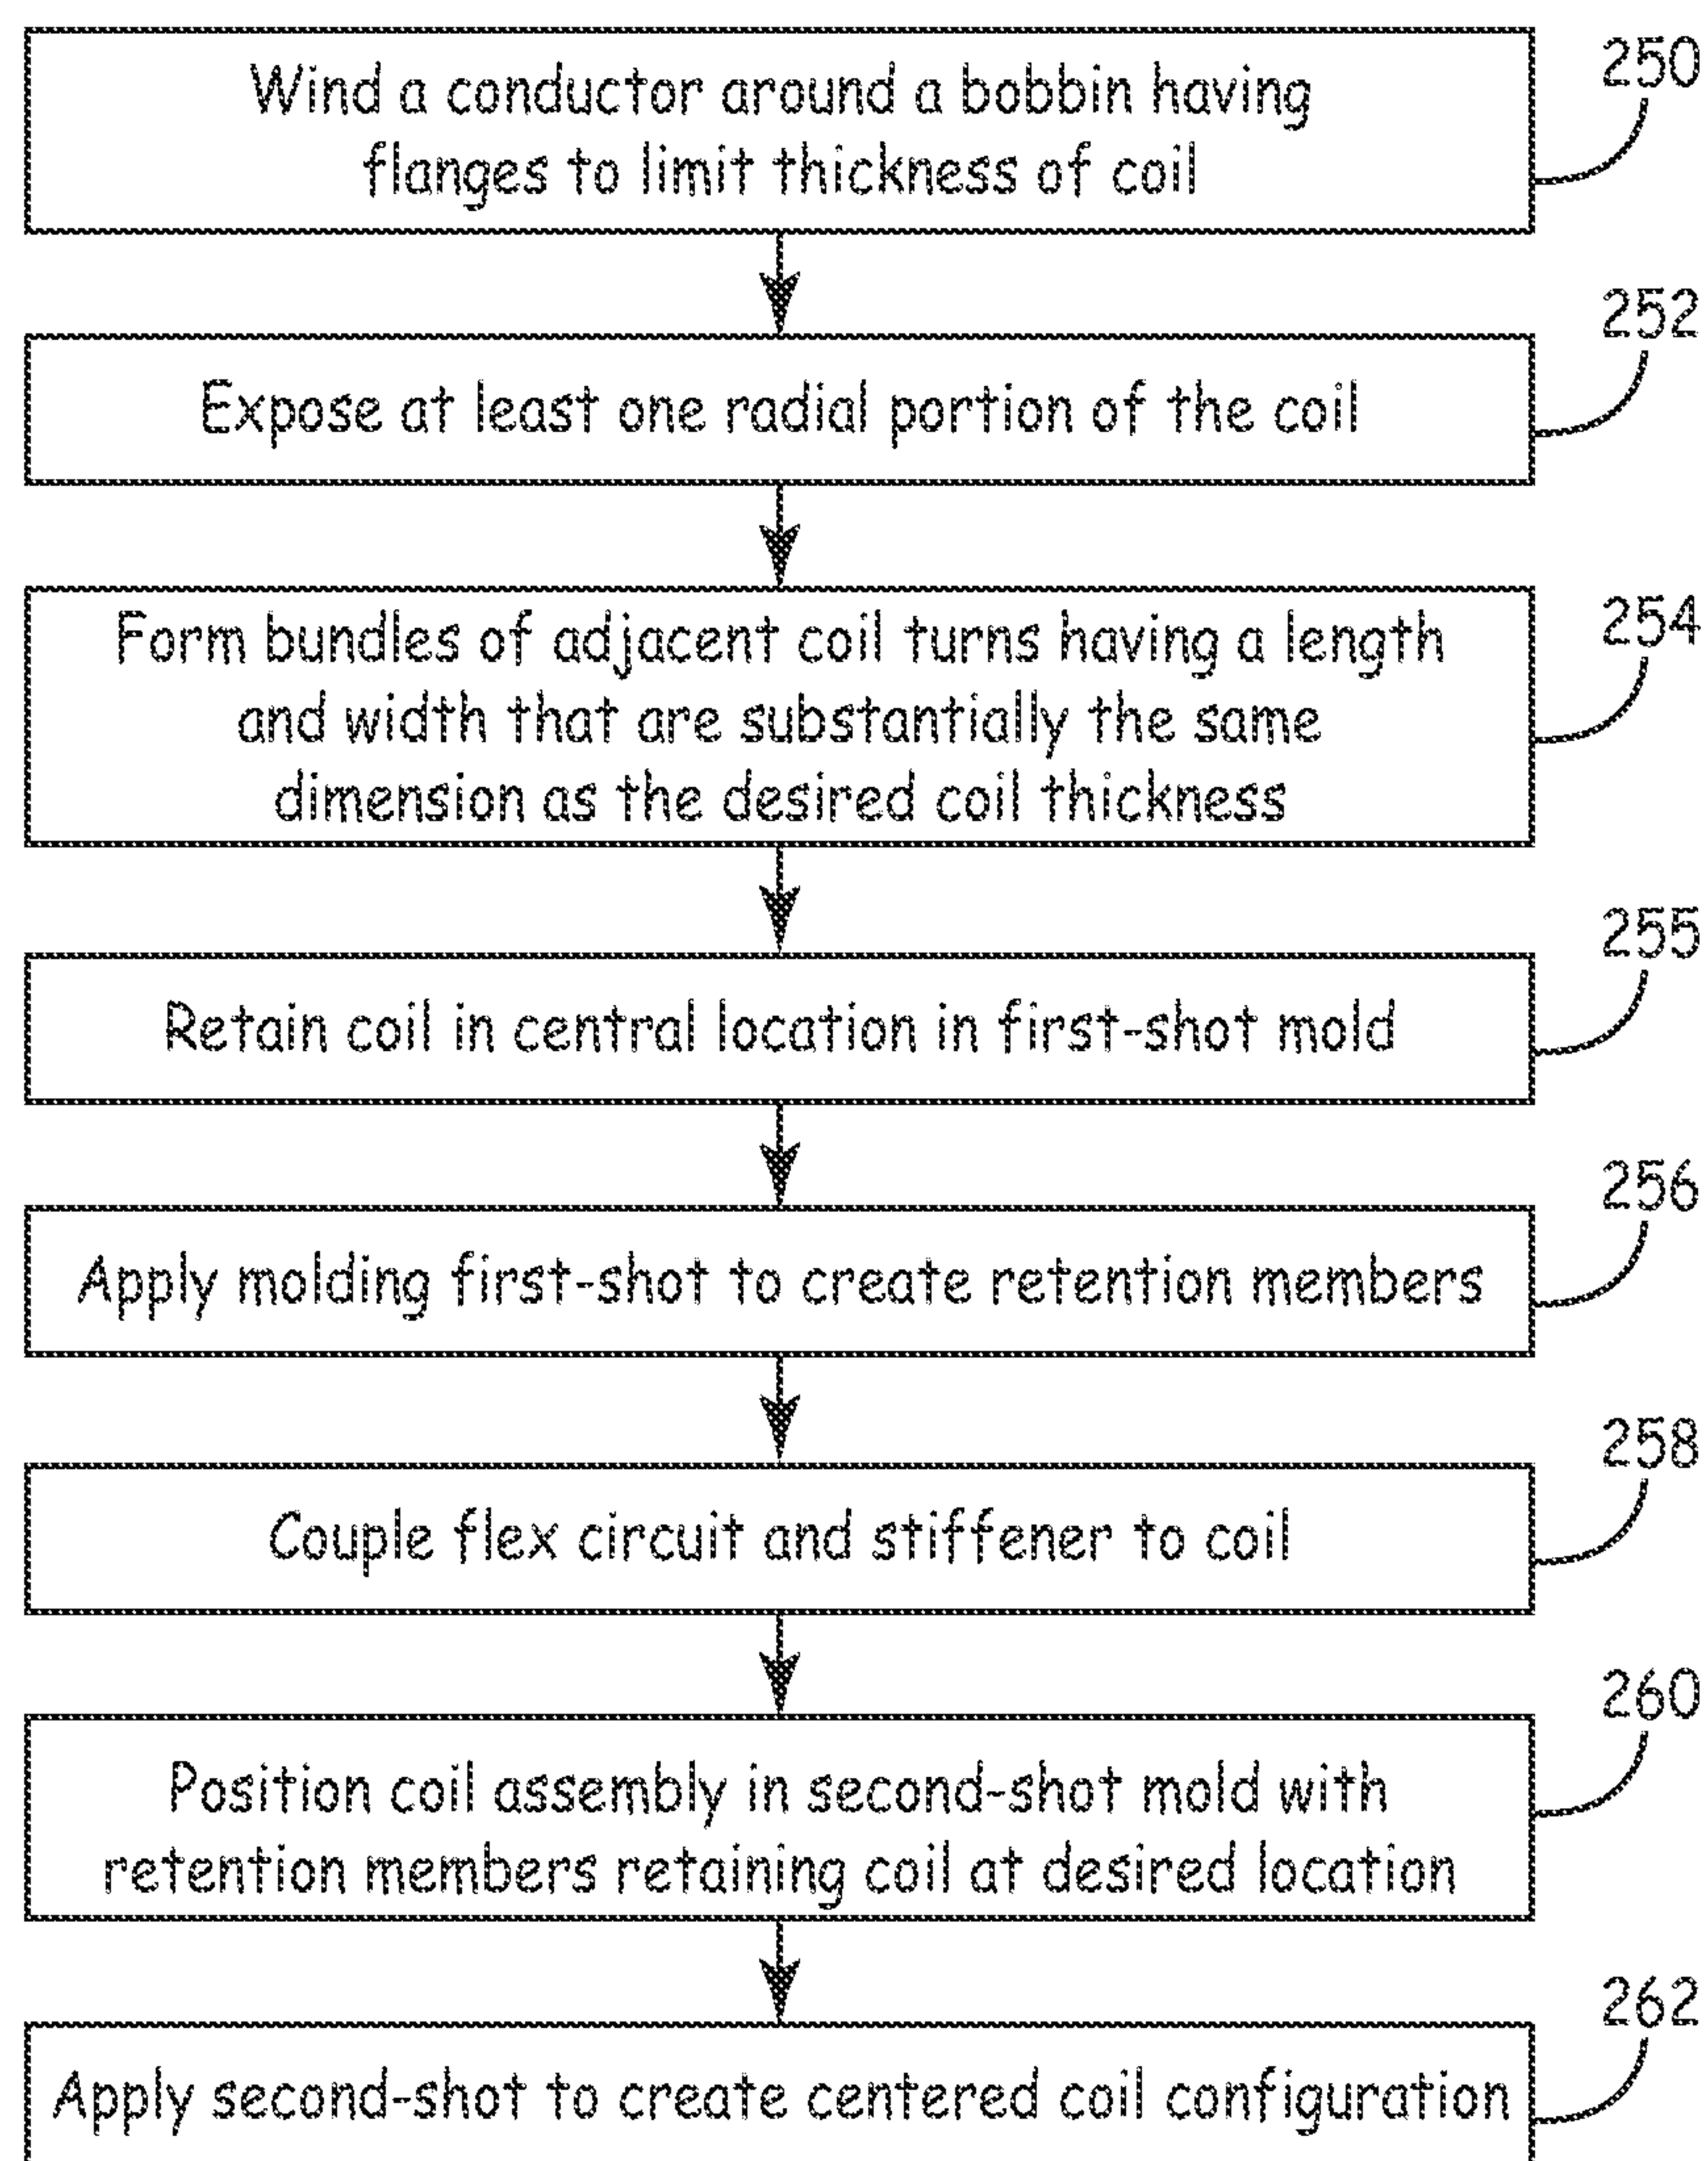 250
Wind a conductor around a bobbin having
flanges to limit thickness of coil
252
Expose at least one radial portion of the coil
254
Form bundles of adjacent coil turns having a length
and width that are substantially the same
dimension as the desired coil thickness
255
Retain coil in central location in first-shot mold
256
Apply molding first-shot to create retention members
258
Couple flex circuit and stiffener to coil
260
Position coil assembly in second-shot mold with
retention members retaining coil at desired location
262
Apply second-shot to create centered coil configuration